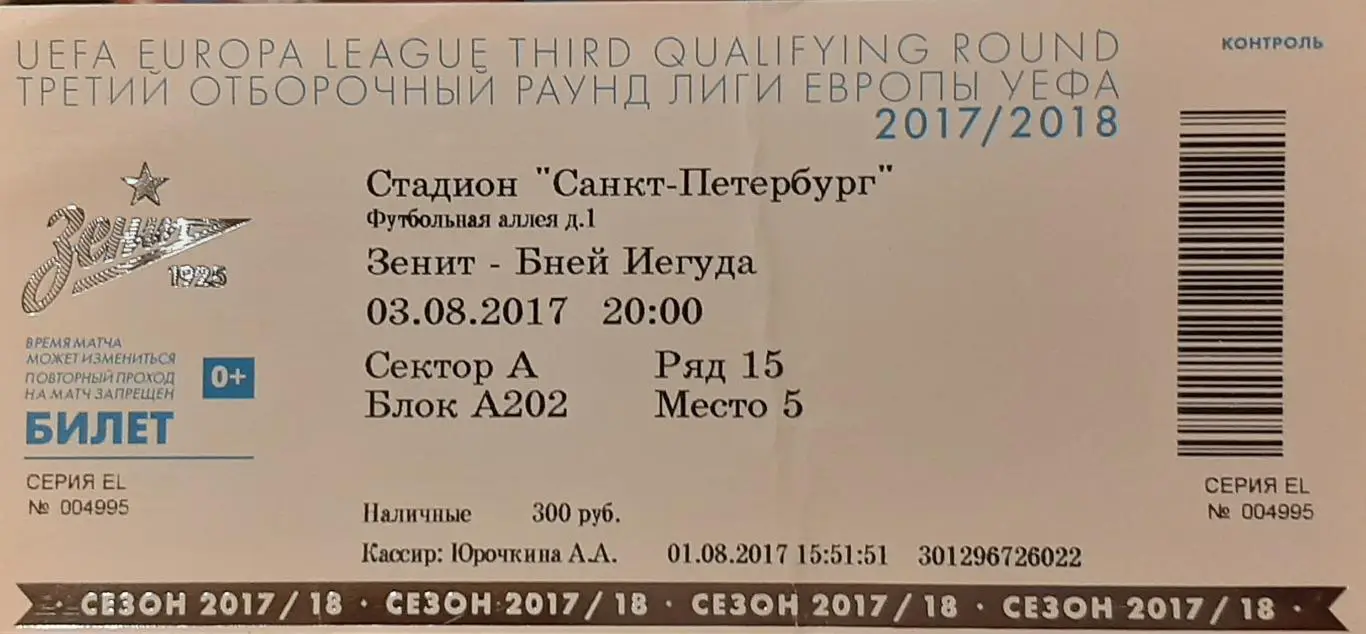 UEFA EUROPA LEAGUE THIRD QUALIFYING ROUND
ТРЕТИЙ ОТБОРОЧНЫЙ РАУНД ЛИГИ ЕВРОПЫ УЕФА
2017/2018
КОНТРОЛЬ
Зенит
1925
Стадион "Санкт-Петербург"
Футбольная аллея д.1
Зенит - Бней Иегуда
03.08.2017 20:00
Сектор А Ряд 15
Блок А202 Место 5
ВРЕМЯ МАТЧА
МОЖЕТ ИЗМЕНИТЬСЯ
ПОВТОРНЫЙ ПРОХОД
НА МАТЧ ЗАПРЕЩЕН
0+
БИЛЕТ
СЕРИЯ EL
№ 004995
Наличные 300 руб.
Кассир: Юрочкина А.А. 01.08.2017 15:51:51 301296726022
СЕРИЯ EL
№ 004995
· СЕЗОН 2017/18 · СЕЗОН 2017/18 · СЕЗОН 2017/18 · СЕЗОН 2017/18 ·